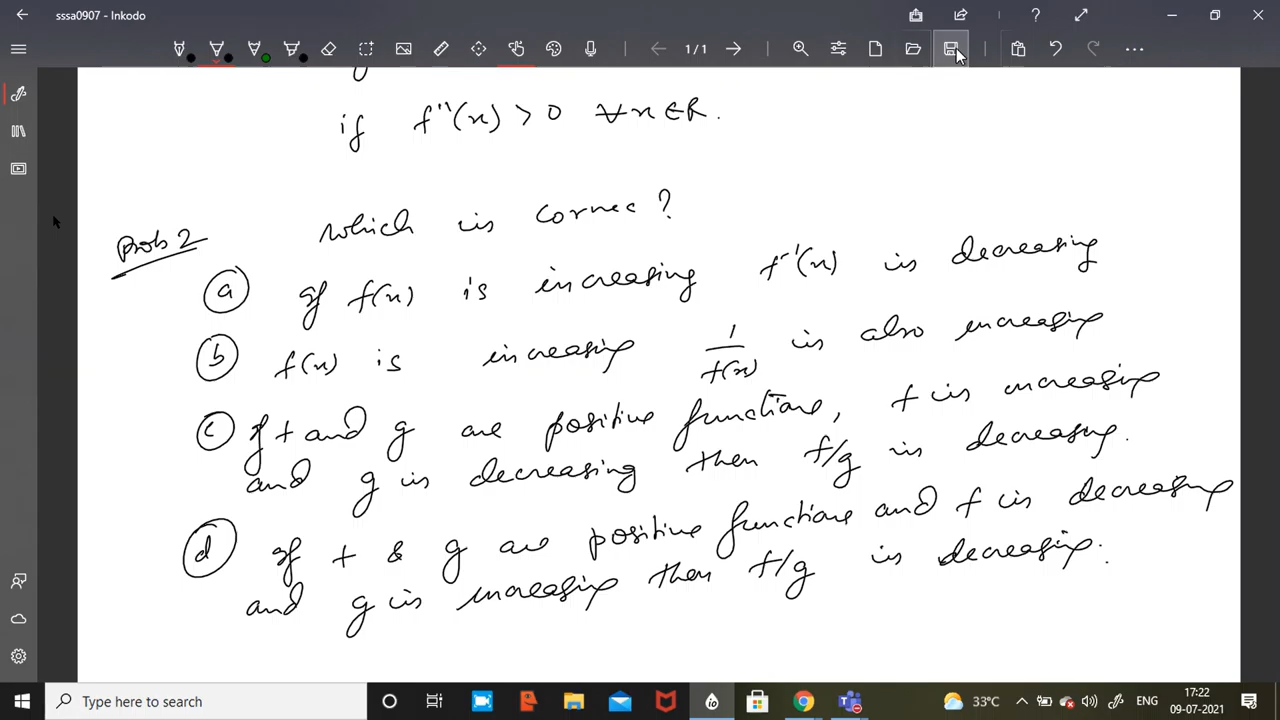 sssa0907 - Inkodo
1/1
if f"(x) > 0 ∀ x ∈ R.
Prob 2 which is correc?
(a) If f(x) is increasing f⁻¹(x) is decreasing
(b) f(x) is increasing 1/f(x) is also increasing
(c) If f and g are positive functions, f is increasing
and g is decreasing then f/g is decreasing.
(d) If f & g are positive functions and f is decreasing
and g is increasing then f/g is decreasing.
Type here to search
33°C
ENG
17:22
09-07-2021